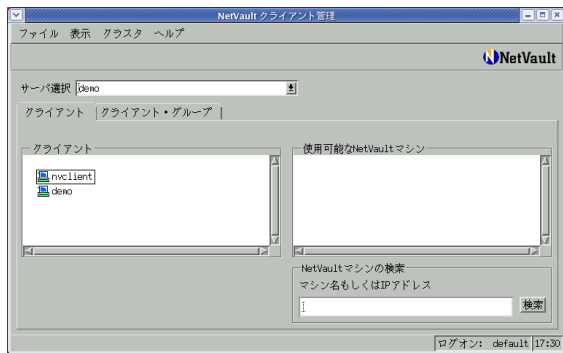 NetVault クライアント管理
ファイル 表示 クラスタ ヘルプ
NetVault
サーバ選択 demo
クライアント クライアント・グループ
クライアント
nvclient
demo
使用可能なNetVaultマシン
NetVaultマシンの検索
マシン名もしくはIPアドレス
検索
ログオン: default 17:30